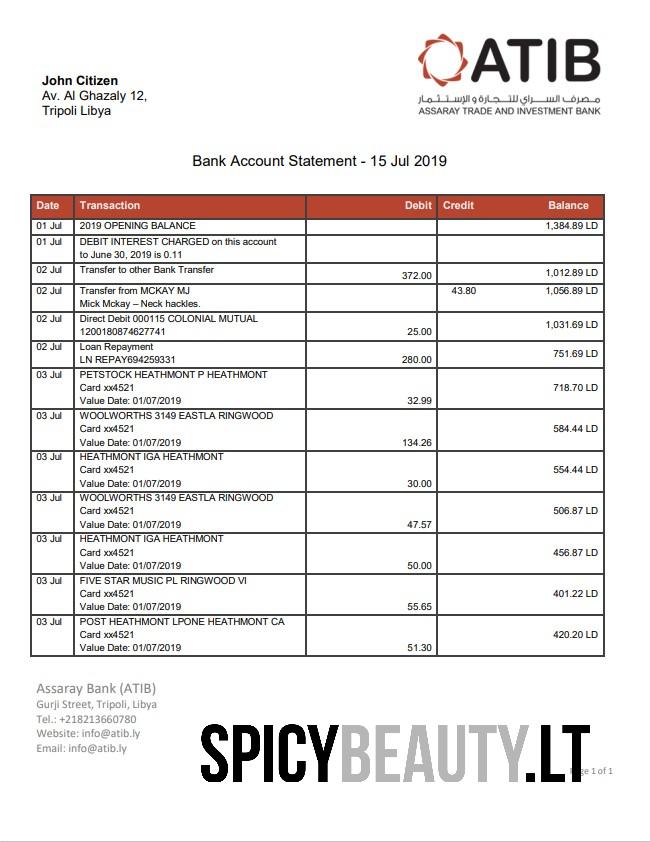 ATIB
مصرف السراي للتجارة و الإستثمار
ASSARAY TRADE AND INVESTMENT BANK
John Citizen
Av. Al Ghazaly 12,
Tripoli Libya
Bank Account Statement - 15 Jul 2019
Date Transaction Debit Credit Balance
01 Jul 2019 OPENING BALANCE 1,384.89 LD
01 Jul DEBIT INTEREST CHARGED on this account
to June 30, 2019 is 0.11
02 Jul Transfer to other Bank Transfer 372.00 1,012.89 LD
02 Jul Transfer from MCKAY MJ 43.80 1,056.89 LD
Mick Mckay – Neck hackles.
02 Jul Direct Debit 000115 COLONIAL MUTUAL
1200180874627741 25.00 1,031.69 LD
02 Jul Loan Repayment
LN REPAY694259331 280.00 751.69 LD
03 Jul PETSTOCK HEATHMONT P HEATHMONT
Card xx4521 718.70 LD
Value Date: 01/07/2019 32.99
03 Jul WOOLWORTHS 3149 EASTLA RINGWOOD
Card xx4521 584.44 LD
Value Date: 01/07/2019 134.26
03 Jul HEATHMONT IGA HEATHMONT
Card xx4521 554.44 LD
Value Date: 01/07/2019 30.00
03 Jul WOOLWORTHS 3149 EASTLA RINGWOOD
Card xx4521 506.87 LD
Value Date: 01/07/2019 47.57
03 Jul HEATHMONT IGA HEATHMONT
Card xx4521 456.87 LD
Value Date: 01/07/2019 50.00
03 Jul FIVE STAR MUSIC PL RINGWOOD VI
Card xx4521 401.22 LD
Value Date: 01/07/2019 55.65
03 Jul POST HEATHMONT LPONE HEATHMONT CA
Card xx4521 420.20 LD
Value Date: 01/07/2019 51.30
Assaray Bank (ATIB)
Gurji Street, Tripoli, Libya
Tel.: +218213660780
Website: info@atib.ly
Email: info@atib.ly
SPICYBEAUTY.LT
1 of 1